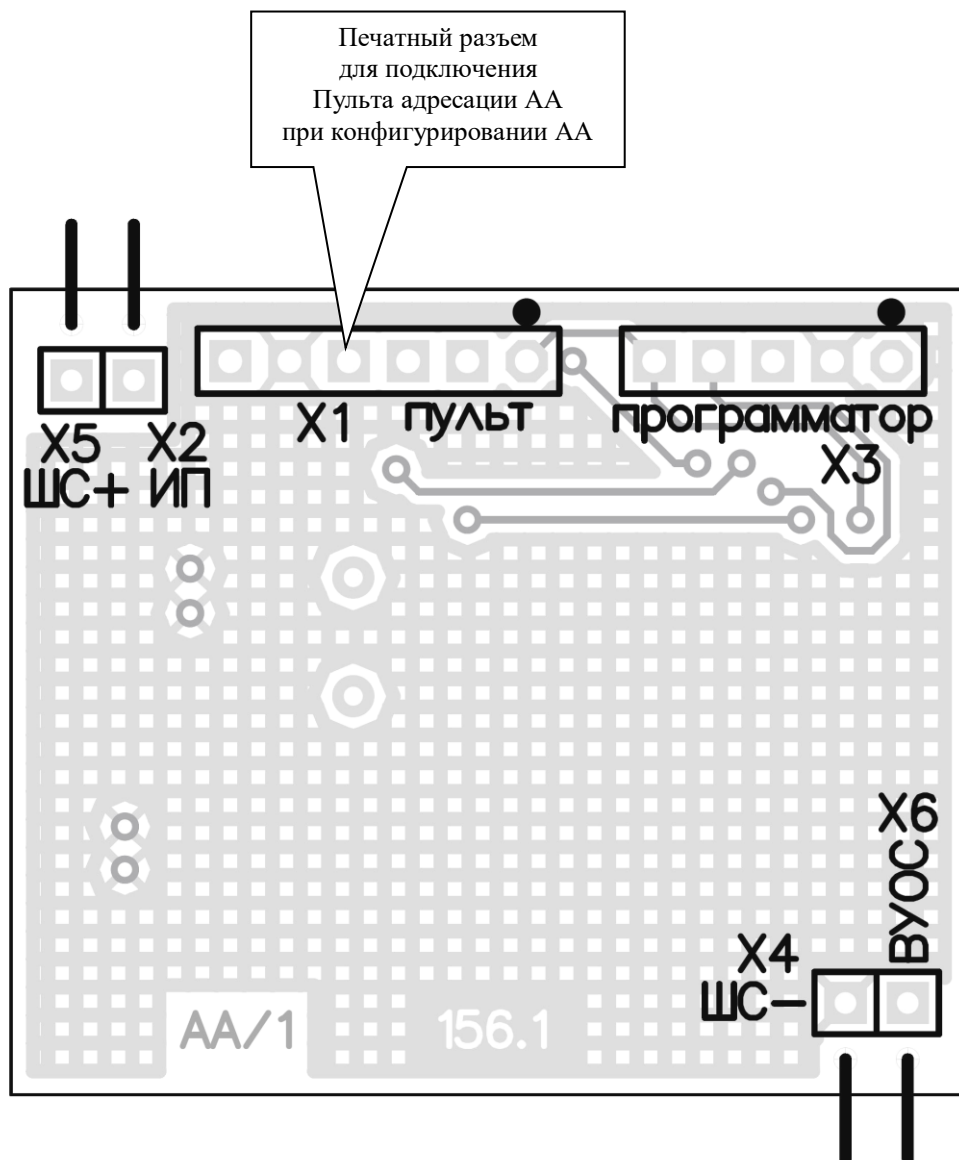 Печатный разъем
для подключения
Пульта адресации АА
при конфигурировании АА
X1 пульт
программатор
X3
X5 X2
ШС+ ИП
X6
ВУОС
X4
ШС−
AA/1 156.1